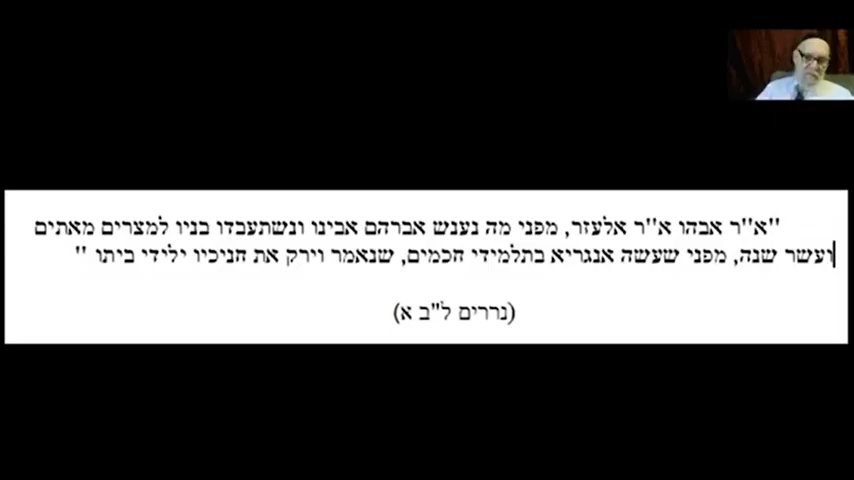 "א"ר אבהו א"ר אלעזר, מפני מה נענש אברהם אבינו ונשתעבדו בניו למצרים מאתים
ועשר שנה, מפני שעשה אנגריא בתלמידי חכמים, שנאמר וירק את חניכיו ילידי ביתו "
(נררים ל"ב א)